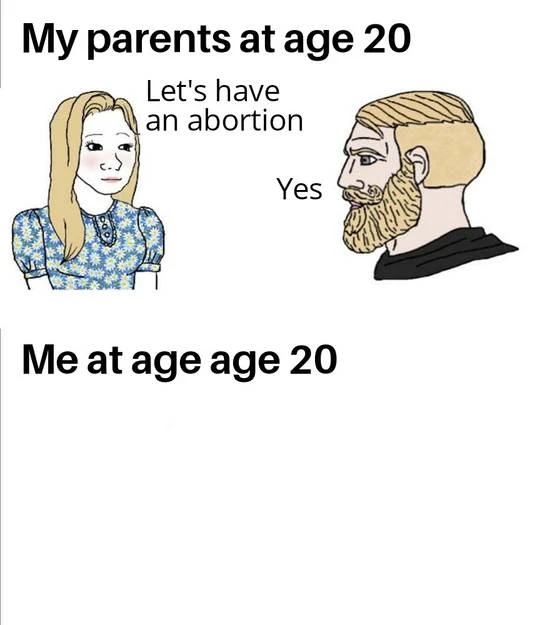 My parents at age 20
Let's have
an abortion
Yes
Me at age age 20